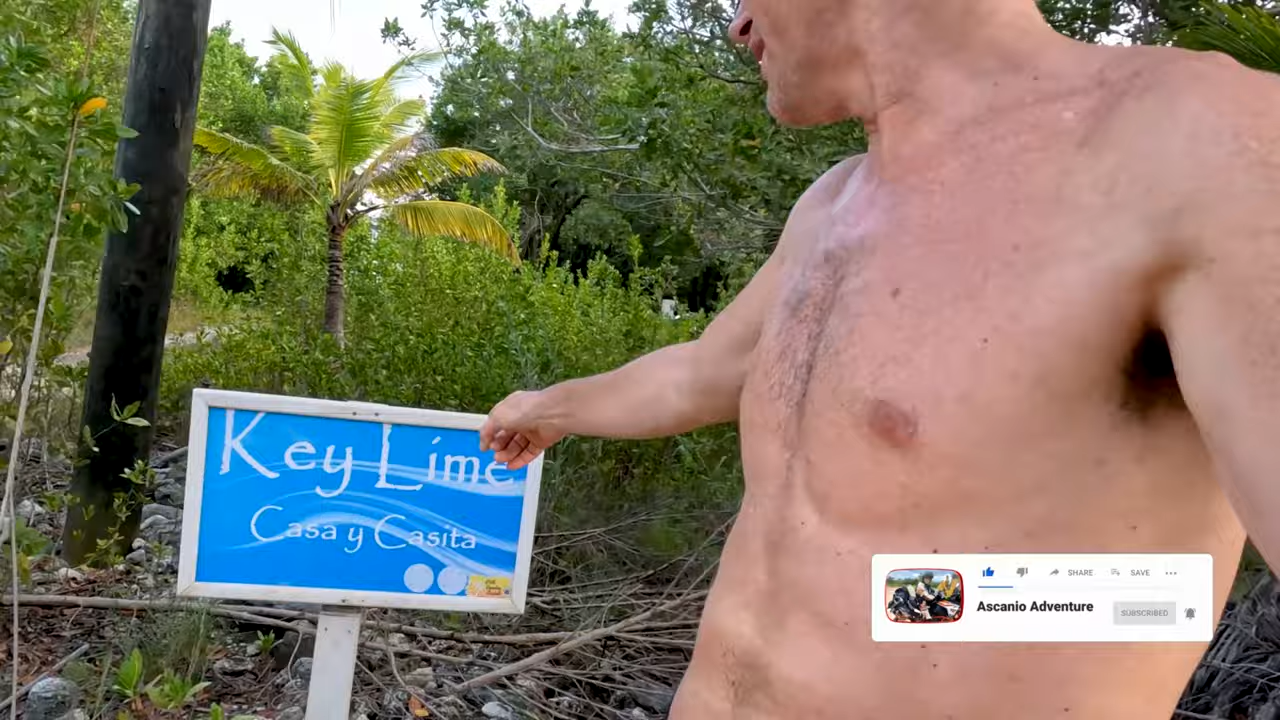 Key Lime
Casa y Casita
SHARE
SAVE
Ascanio Adventure
SUBSCRIBED